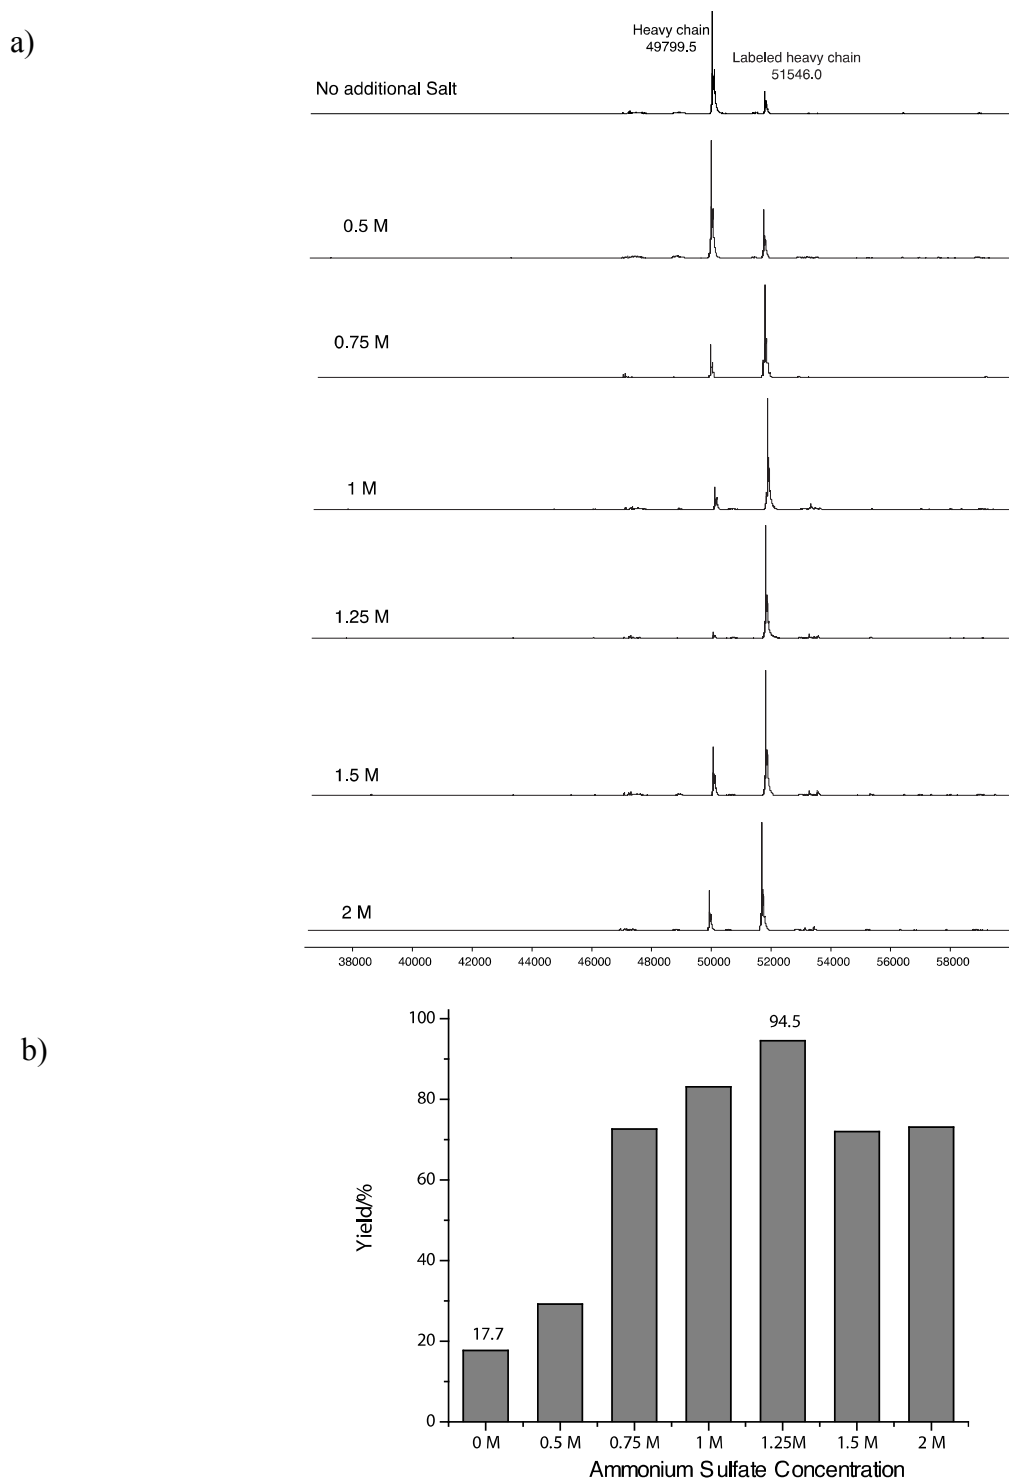 a)
Heavy chain
49799.5
Labeled heavy chain
51546.0
No additional Salt
0.5 M
0.75 M
1 M
1.25 M
1.5 M
2 M
38000 40000 42000 44000 46000 48000 50000 52000 54000 56000 58000
b)
100
80
60
40
20
0
Yield/%
17.7
94.5
0 M 0.5 M 0.75 M 1 M 1.25M 1.5 M 2 M
Ammonium Sulfate Concentration